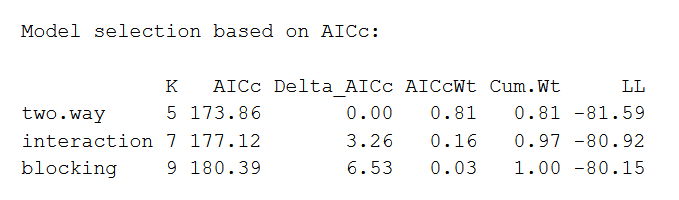 Model selection based on AICc:
K AICc Delta_AICc AICcWt Cum.Wt LL
two.way 5 173.86 0.00 0.81 0.81 -81.59
interaction 7 177.12 3.26 0.16 0.97 -80.92
blocking 9 180.39 6.53 0.03 1.00 -80.15